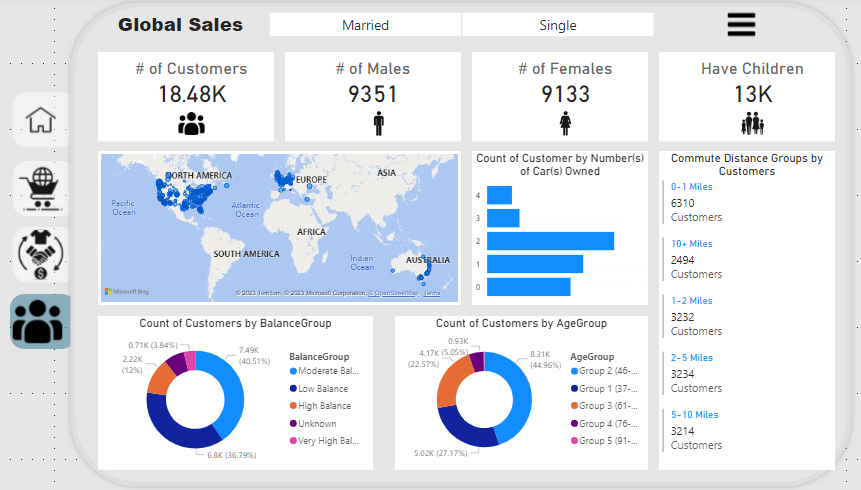 Global Sales
Married
Single
# of Customers
18.48K
# of Males
9351
# of Females
9133
Have Children
13K
NORTH AMERICA
EUROPE
ASIA
Pacific
Ocean
Atlantic
Ocean
AFRICA
SOUTH AMERICA
Indian
Ocean
AUSTRALIA
Microsoft Bing
© 2023 TomTom, © 2023 Microsoft Corporation, © OpenStreetMap Terms
Count of Customer by Number(s)
of Car(s) Owned
4
3
2
1
0
Commute Distance Groups by
Customers
0-1 Miles
6310
Customers
10+ Miles
2494
Customers
1-2 Miles
3232
Customers
2-5 Miles
3234
Customers
5-10 Miles
3214
Customers
Count of Customers by BalanceGroup
0.71K (3.84%)
2.22K
(12%)
7.49K
(40.51%)
6.8K (36.79%)
BalanceGroup
Moderate Bal...
Low Balance
High Balance
Unknown
Very High Bal...
Count of Customers by AgeGroup
0.93K
(5.05%)
4.17K
(22.57%)
8.31K
(44.96%)
5.02K (27.17%)
AgeGroup
Group 2 (46-...
Group 1 (37-...
Group 3 (61-...
Group 4 (76-...
Group 5 (91-...